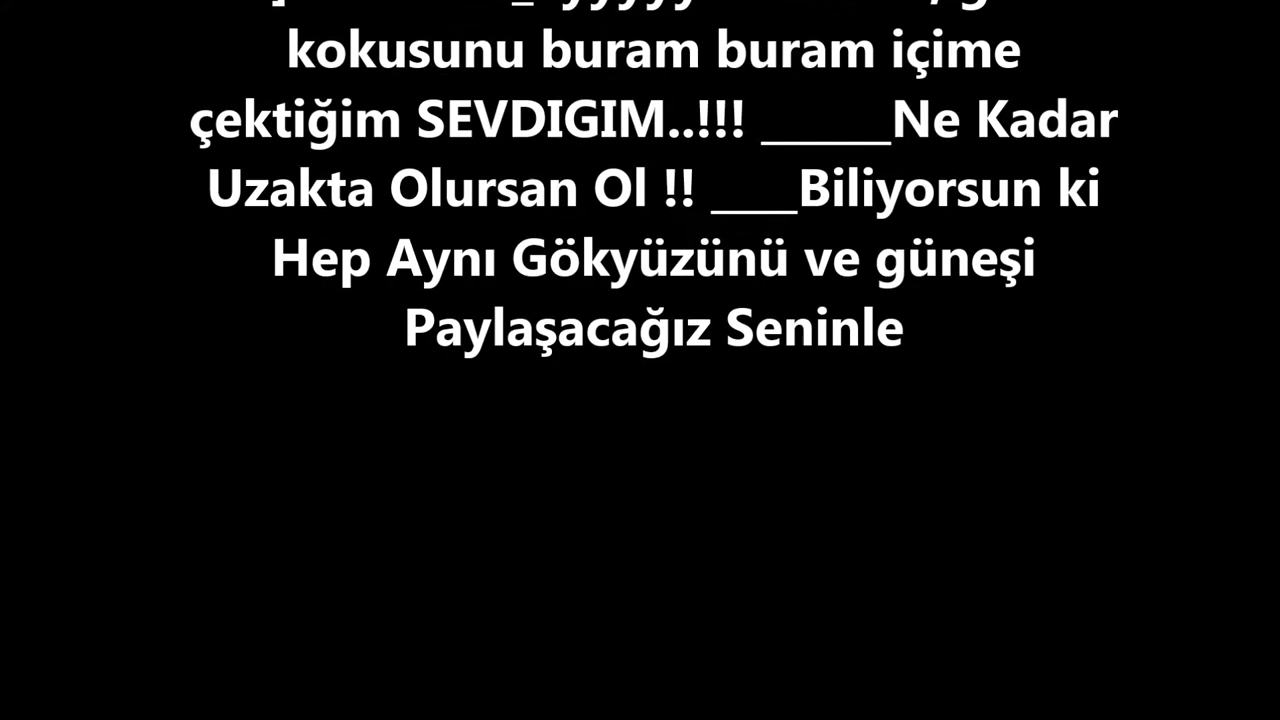 kokusunu buram buram içime
çektiğim SEVDIGIM..!!! ______Ne Kadar
Uzakta Olursan Ol !! ____Biliyorsun ki
Hep Aynı Gökyüzünü ve güneşi
Paylaşacağız Seninle